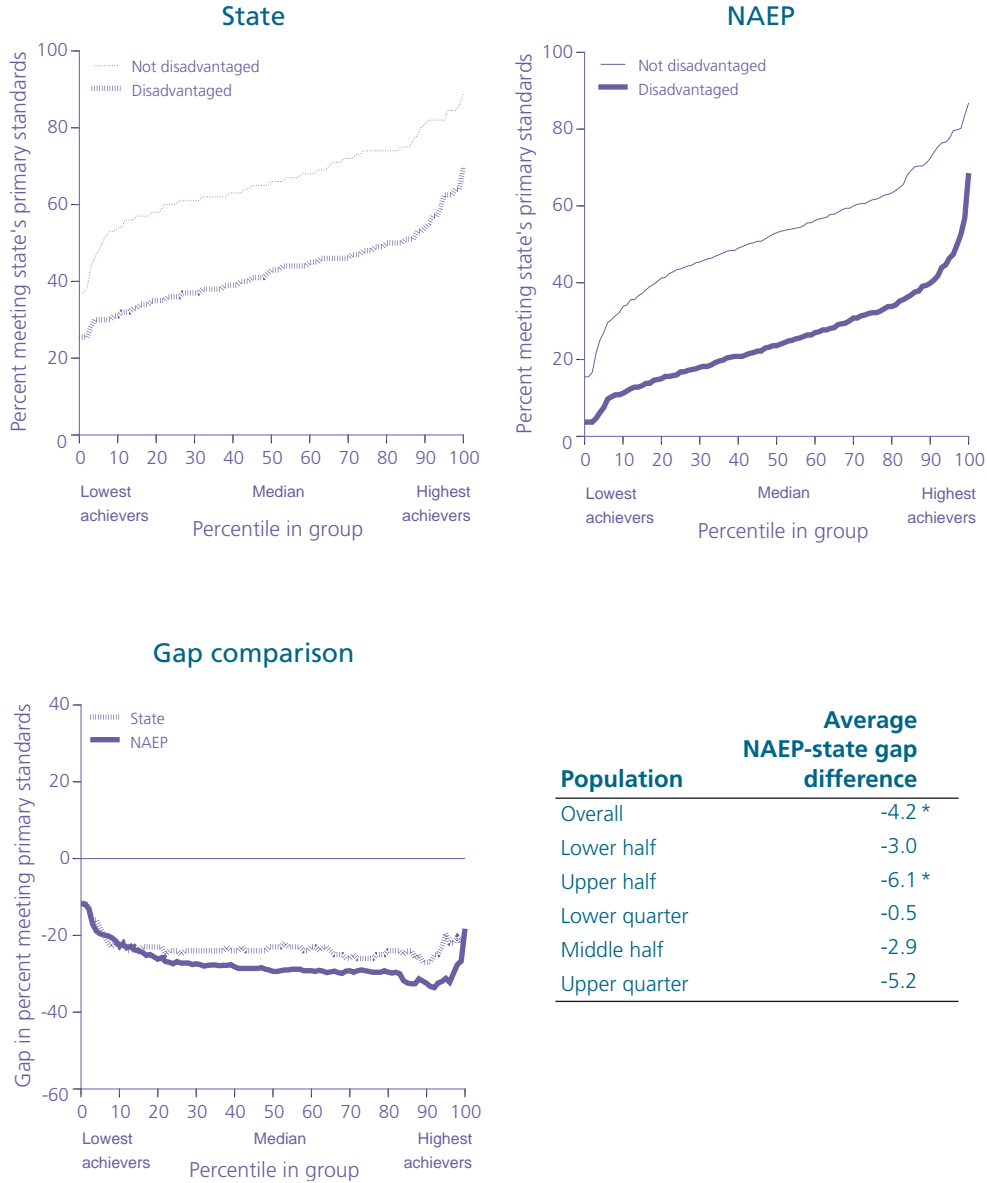 State
Percent meeting state's primary standards
100
80
60
40
20
0
Not disadvantaged
Disadvantaged
0 10 20 30 40 50 60 70 80 90 100
Lowest achievers
Median
Highest achievers
Percentile in group
NAEP
Percent meeting state's primary standards
100
80
60
40
20
0
Not disadvantaged
Disadvantaged
0 10 20 30 40 50 60 70 80 90 100
Lowest achievers
Median
Highest achievers
Percentile in group
Gap comparison
Gap in percent meeting primary standards
40
20
0
-20
-40
-60
State
NAEP
0 10 20 30 40 50 60 70 80 90 100
Lowest achievers
Median
Highest achievers
Percentile in group
Average
NAEP-state gap
Population difference
Overall -4.2 *
Lower half -3.0
Upper half -6.1 *
Lower quarter -0.5
Middle half -2.9
Upper quarter -5.2